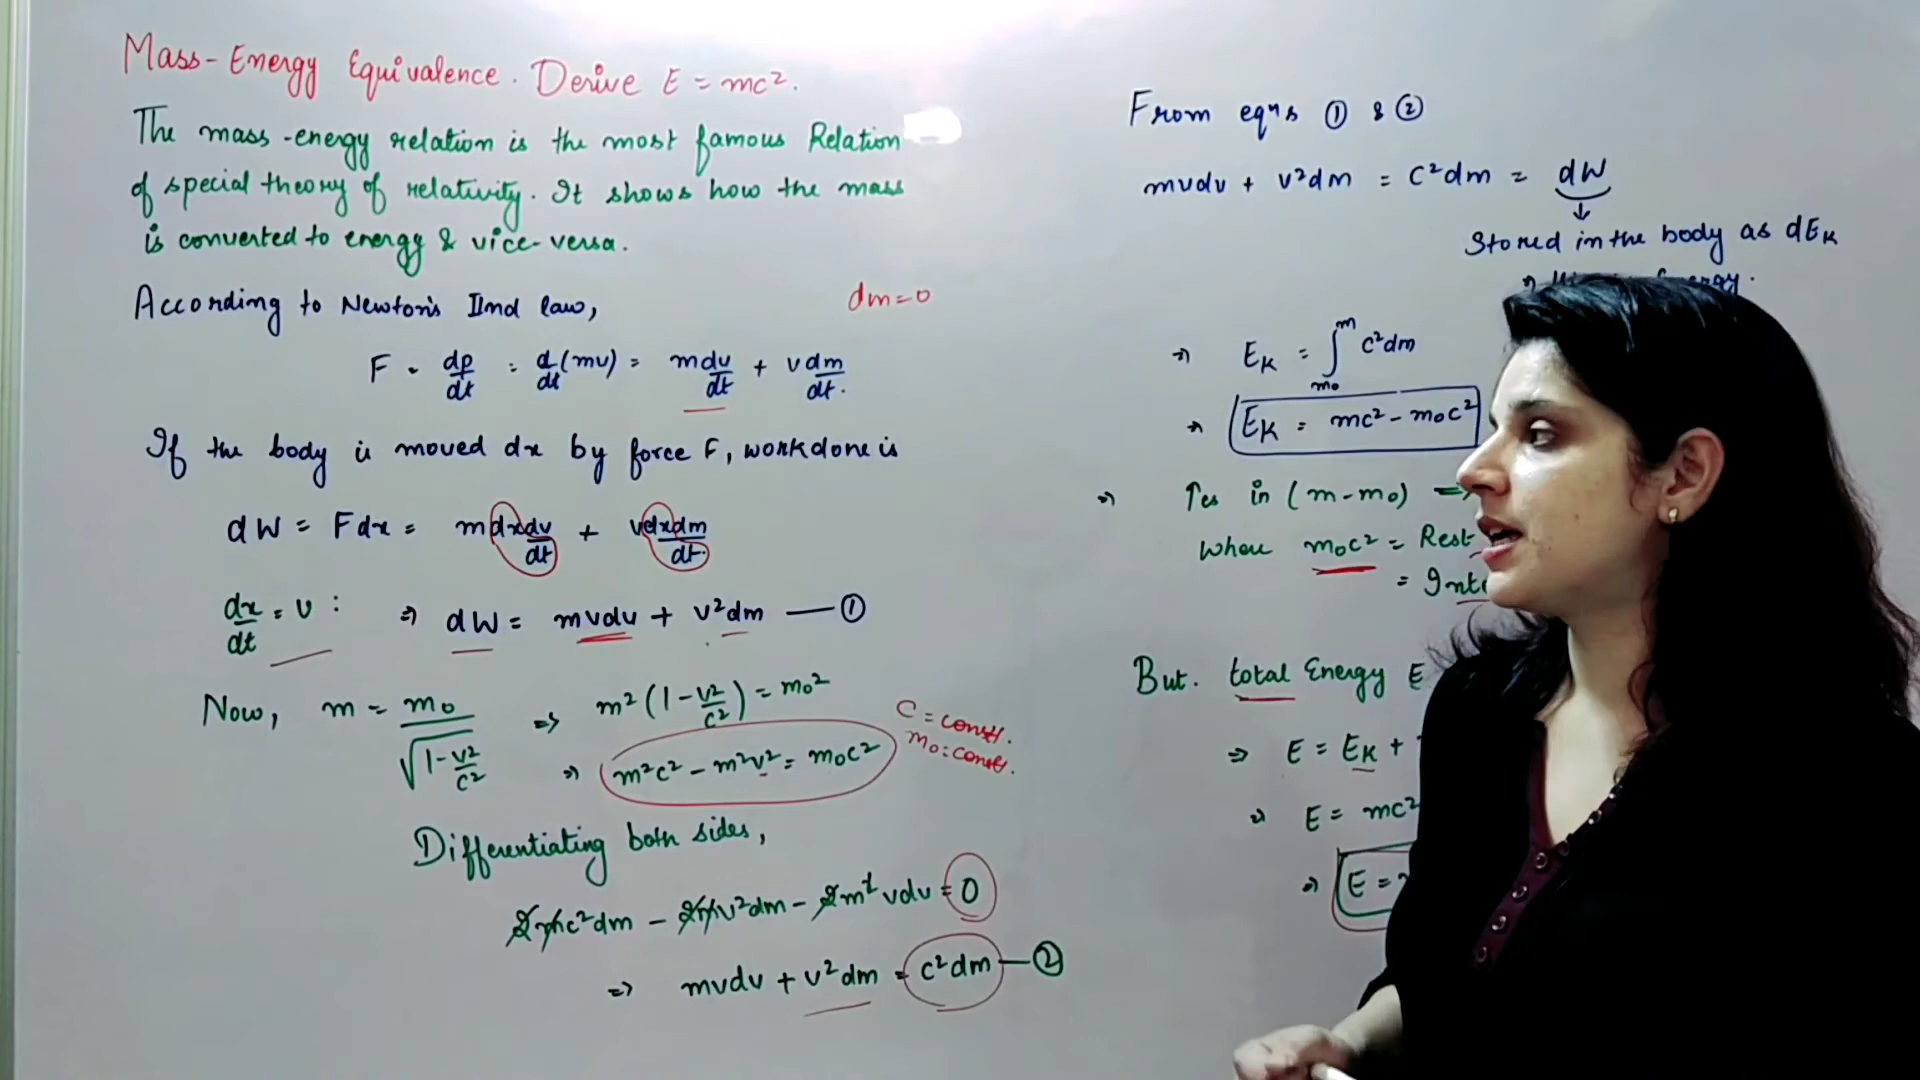 Mass-Energy Equivalence. Derive E = mc².
The mass-energy relation is the most famous Relation
of special theory of relativity. It shows how the mass
is converted to energy & vice-versa.
According to Newton's IInd law,
dm=0
F = dp/dt = d/dt (mv) = mdv/dt + vdm/dt.
If the body is moved dx by force F, workdone is
dW = Fdx = mdxdv/dt + vdxdm/dt.
dx/dt = v : ⇒ dW = mvdv + v²dm — ①
Now, m = m₀/√(1-v²/c²) ⇒ m²(1-v²/c²) = m₀²
⇒ m²c² - m²v² = m₀c²
C = const.
m₀ = const.
Differentiating both sides,
2mc²dm - 2mv²dm - 2m²vdv = 0
⇒ mvdv + v²dm = c²dm — ②
From eqns ① & ②
mvdv + v²dm = c²dm = dW
↓
Stored in the body as dEₖ
⇒ Eₖ = ∫ₘ₀ᵐ c²dm
⇒ Eₖ = mc² - m₀c²
⇒ ↑es in (m-m₀) ⇒
Where m₀c² = Rest
=
But. total Energy E
⇒ E = Eₖ +
⇒ E = mc²
⇒ E =